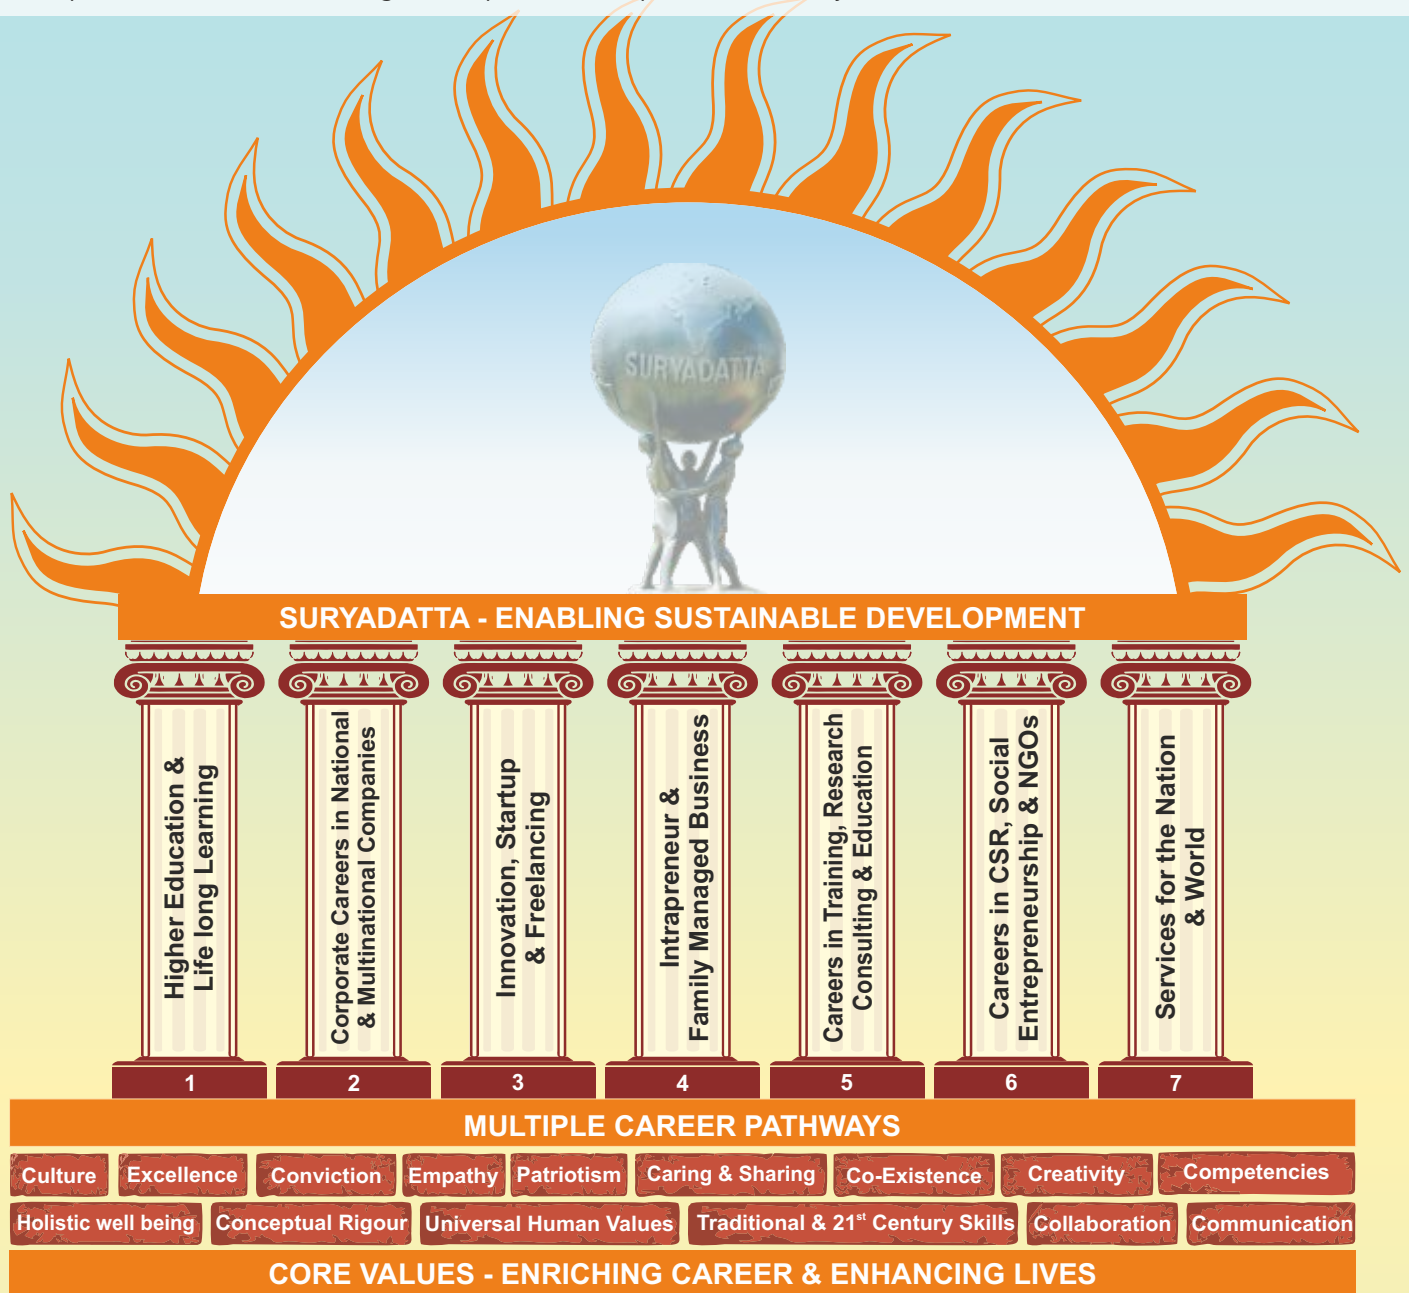 SURYADATTA
SURYADATTA - ENABLING SUSTAINABLE DEVELOPMENT
Higher Education &
Life long Learning
Corporate Careers in National
& Multinational Companies
Innovation, Startup
& Freelancing
Intrapreneur &
Family Managed Business
Careers in Training, Research
Consulting & Education
Careers in CSR, Social
Entrepreneurship & NGOs
Services for the Nation
& World
1 2 3 4 5 6 7
MULTIPLE CAREER PATHWAYS
Culture Excellence Conviction Empathy Patriotism Caring & Sharing Co-Existence Creativity Competencies
Holistic well being Conceptual Rigour Universal Human Values Traditional & 21st Century Skills Collaboration Communication
CORE VALUES - ENRICHING CAREER & ENHANCING LIVES